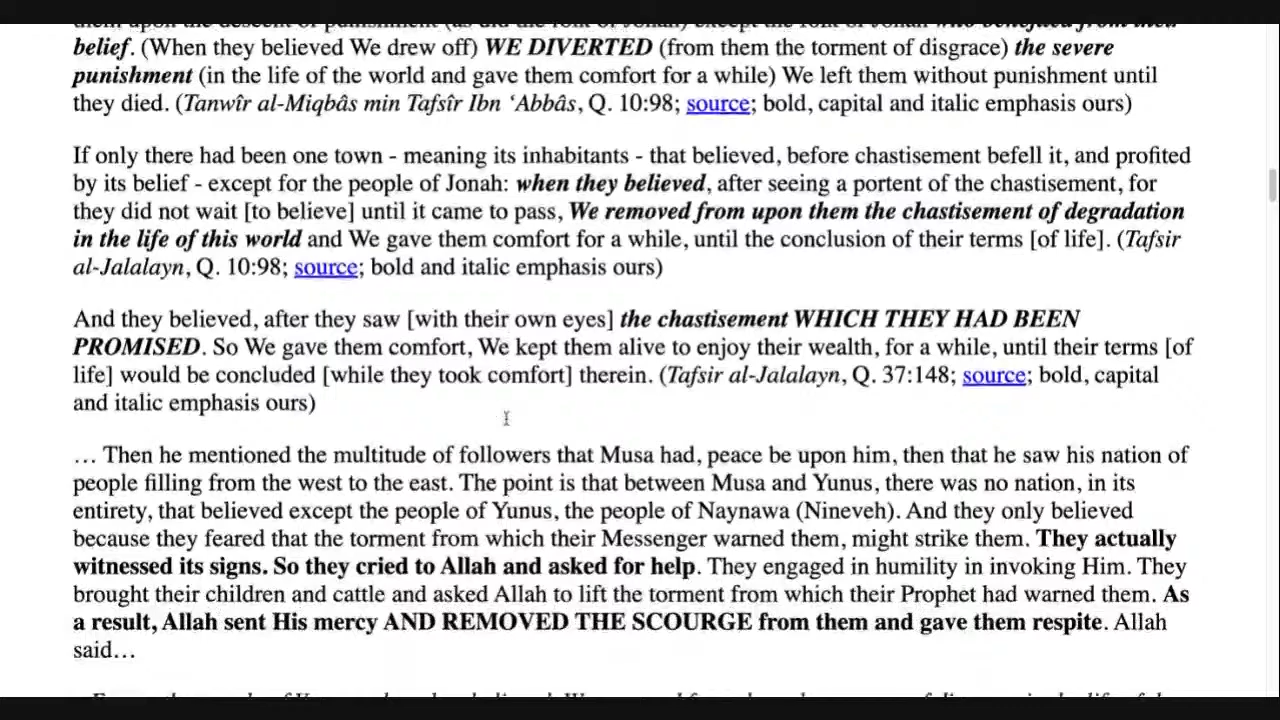 belief. (When they believed We drew off) WE DIVERTED (from them the torment of disgrace) the severe
punishment (in the life of the world and gave them comfort for a while) We left them without punishment until
they died. (Tanwîr al-Miqbâs min Tafsîr Ibn ‘Abbâs, Q. 10:98; source; bold, capital and italic emphasis ours)
If only there had been one town - meaning its inhabitants - that believed, before chastisement befell it, and profited
by its belief - except for the people of Jonah: when they believed, after seeing a portent of the chastisement, for
they did not wait [to believe] until it came to pass, We removed from upon them the chastisement of degradation
in the life of this world and We gave them comfort for a while, until the conclusion of their terms [of life]. (Tafsir
al-Jalalayn, Q. 10:98; source; bold and italic emphasis ours)
And they believed, after they saw [with their own eyes] the chastisement WHICH THEY HAD BEEN
PROMISED. So We gave them comfort, We kept them alive to enjoy their wealth, for a while, until their terms [of
life] would be concluded [while they took comfort] therein. (Tafsir al-Jalalayn, Q. 37:148; source; bold, capital
and italic emphasis ours)
… Then he mentioned the multitude of followers that Musa had, peace be upon him, then that he saw his nation of
people filling from the west to the east. The point is that between Musa and Yunus, there was no nation, in its
entirety, that believed except the people of Yunus, the people of Naynawa (Nineveh). And they only believed
because they feared that the torment from which their Messenger warned them, might strike them. They actually
witnessed its signs. So they cried to Allah and asked for help. They engaged in humility in invoking Him. They
brought their children and cattle and asked Allah to lift the torment from which their Prophet had warned them. As
a result, Allah sent His mercy AND REMOVED THE SCOURGE from them and gave them respite. Allah
said…